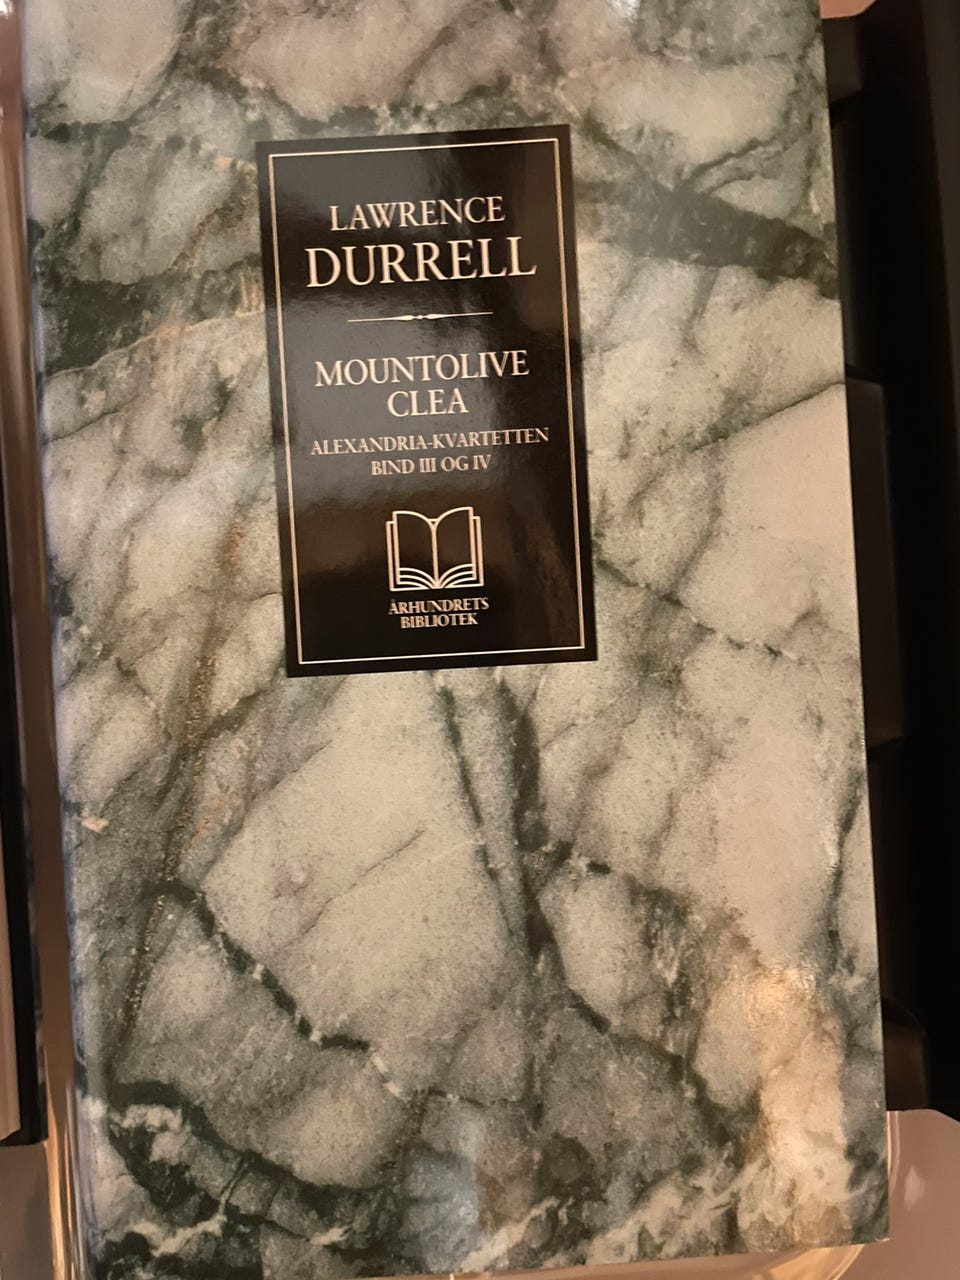 LAWRENCE
DURRELL
MOUNTOLIVE
CLEA
ALEXANDRIA-KVARTETTEN
BIND III OG IV
ÅRHUNDRETS
BIBLIOTEK